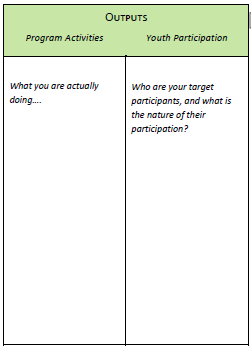 OUTPUTS
Program Activities
Youth Participation
What you are actually
doing....
Who are your target
participants, and what is
the nature of their
participation?